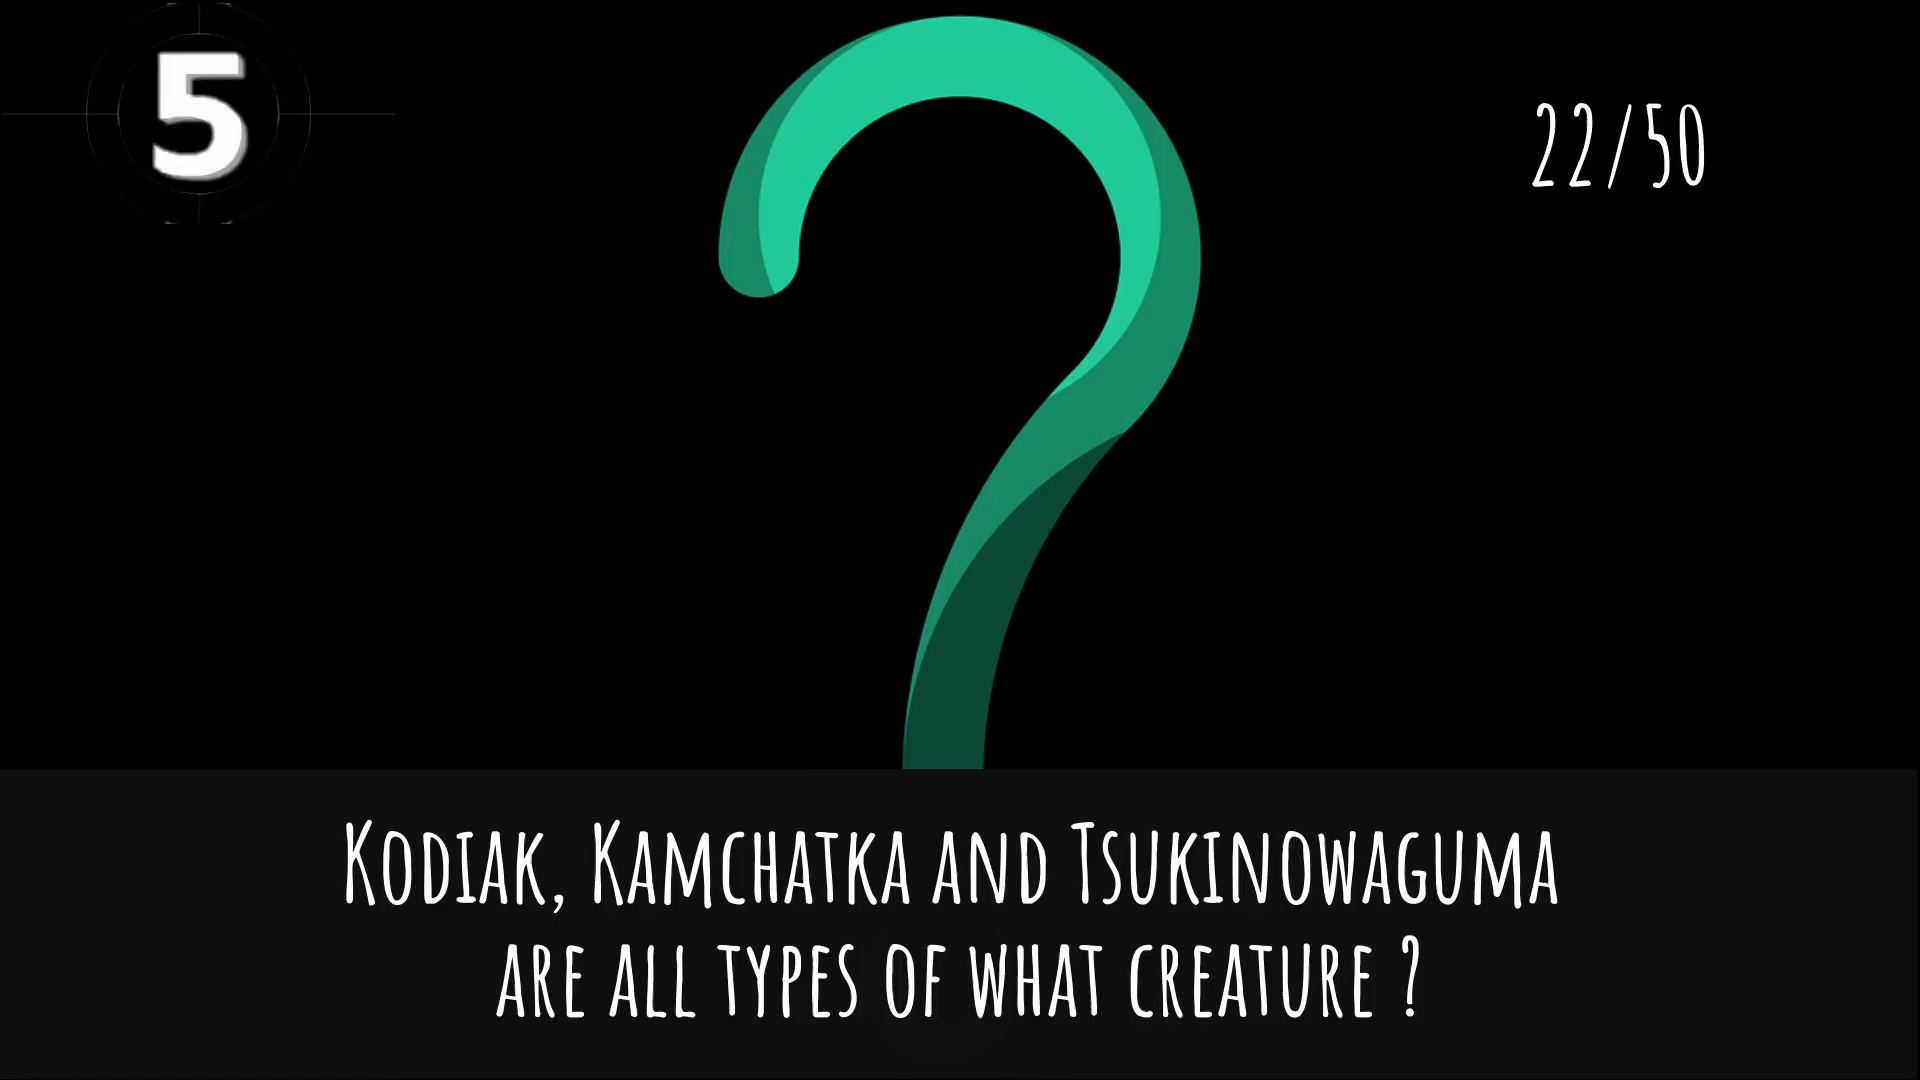 5
22/50
Kodiak, Kamchatka and Tsukinowaguma
are all types of what creature ?